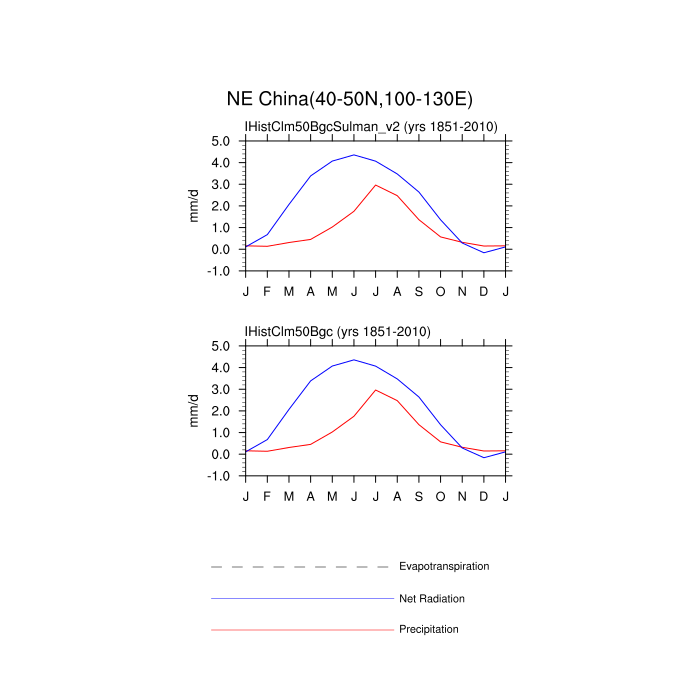 NE China(40-50N,100-130E)
IHistClm50BgcSulman_v2 (yrs 1851-2010)
5.0
4.0
3.0
2.0
1.0
0.0
-1.0
mm/d
J F M A M J J A S O N D J
IHistClm50Bgc (yrs 1851-2010)
5.0
4.0
3.0
2.0
1.0
0.0
-1.0
mm/d
J F M A M J J A S O N D J
Evapotranspiration
Net Radiation
Precipitation